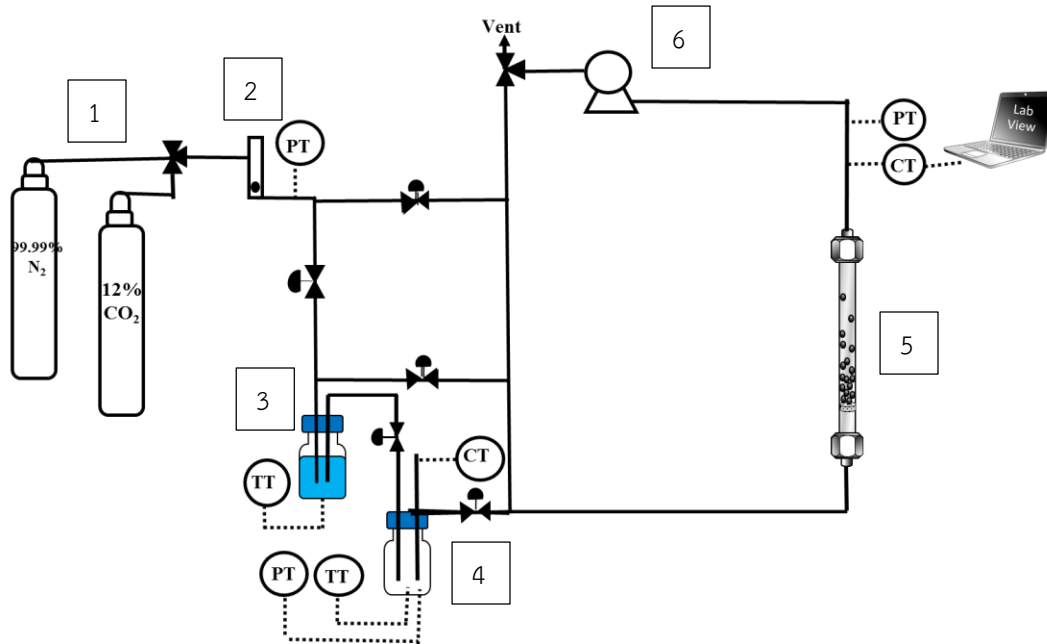 Vent
6
1
2
PT
PT
CT
Lab
View
99.99%
N₂
12%
CO₂
5
3
TT
CT
PT
TT
4